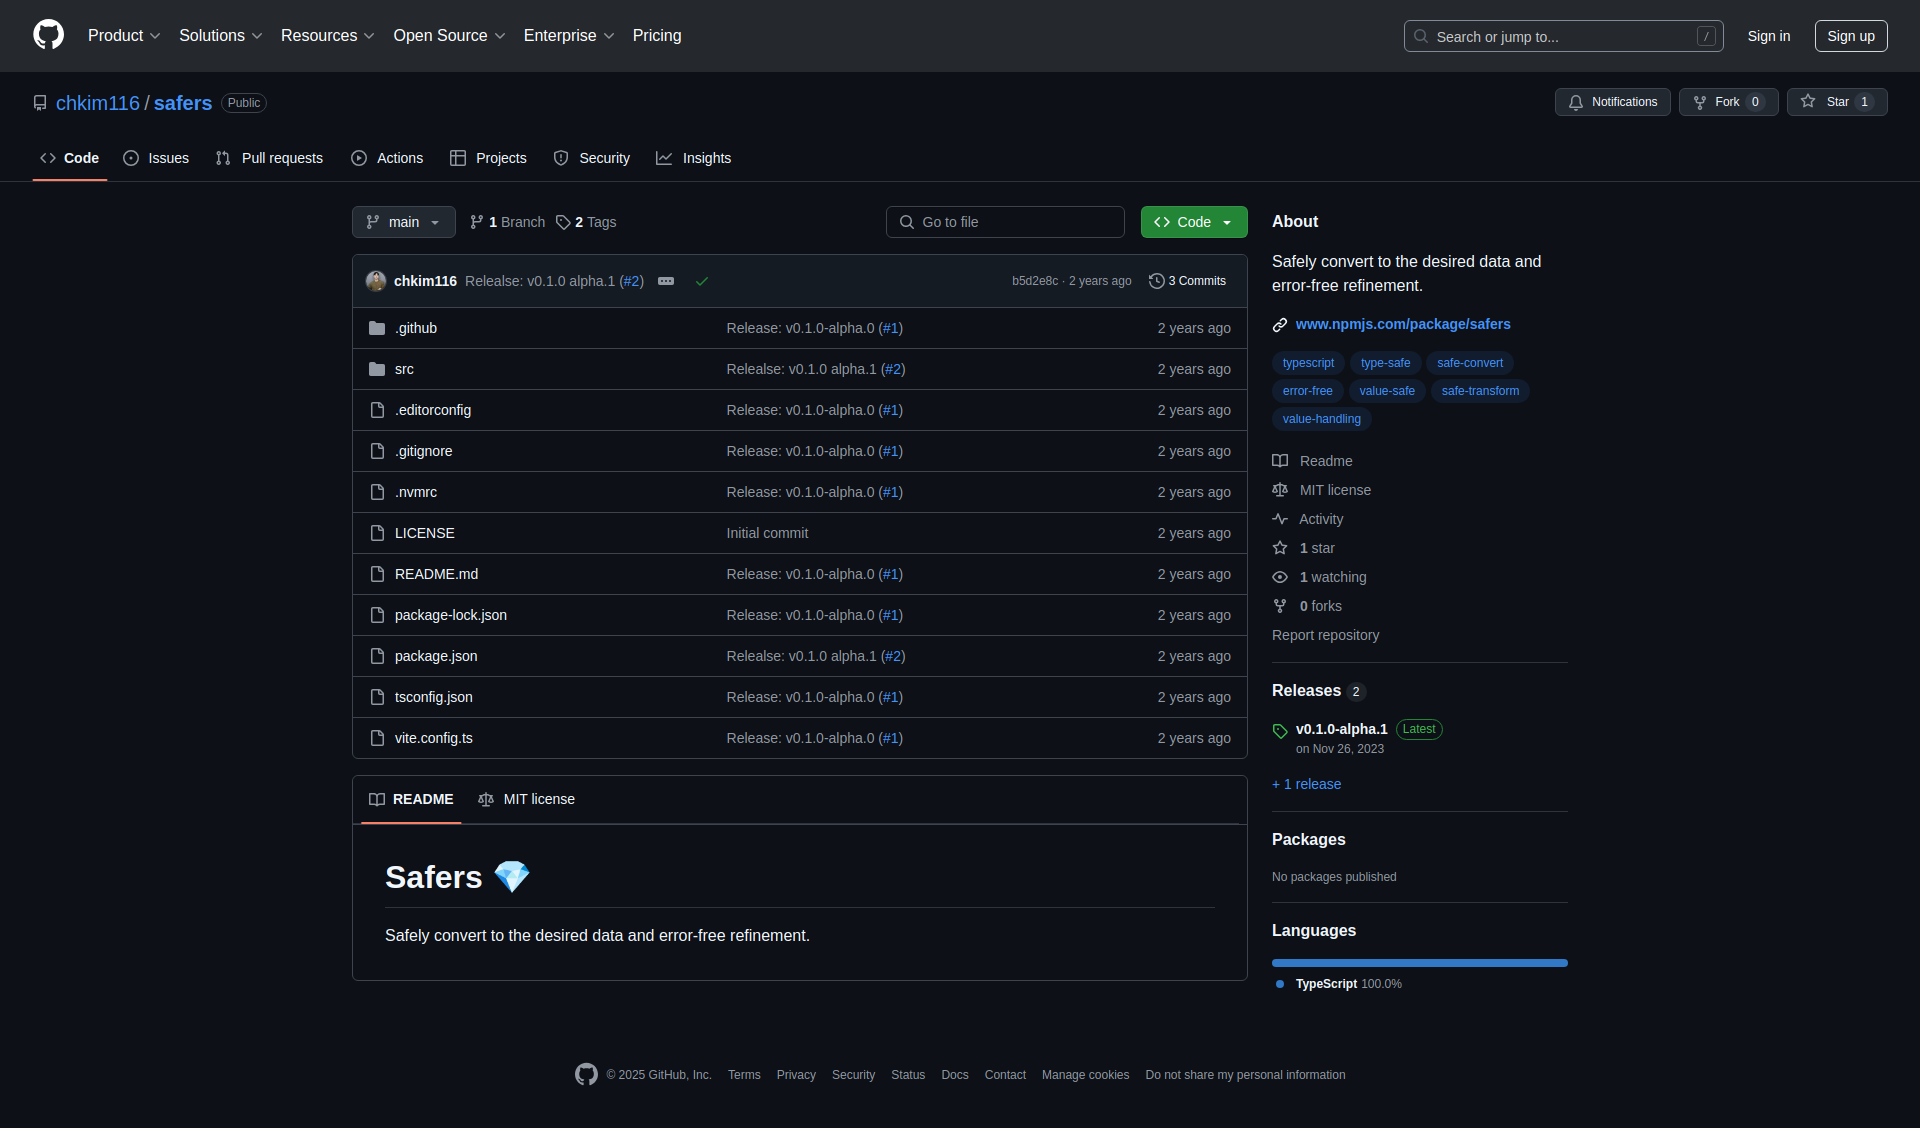 Product Solutions Resources Open Source Enterprise Pricing Search or jump to... / Sign in Sign up
chkim116 / safers Public Notifications Fork 0 Star 1
Code Issues Pull requests Actions Projects Security Insights
main 1 Branch 2 Tags Go to file Code
chkim116 Relealse: v0.1.0 alpha.1 (#2) b5d2e8c · 2 years ago 3 Commits
.github Release: v0.1.0-alpha.0 (#1) 2 years ago
src Relealse: v0.1.0 alpha.1 (#2) 2 years ago
.editorconfig Release: v0.1.0-alpha.0 (#1) 2 years ago
.gitignore Release: v0.1.0-alpha.0 (#1) 2 years ago
.nvmrc Release: v0.1.0-alpha.0 (#1) 2 years ago
LICENSE Initial commit 2 years ago
README.md Release: v0.1.0-alpha.0 (#1) 2 years ago
package-lock.json Release: v0.1.0-alpha.0 (#1) 2 years ago
package.json Relealse: v0.1.0 alpha.1 (#2) 2 years ago
tsconfig.json Release: v0.1.0-alpha.0 (#1) 2 years ago
vite.config.ts Release: v0.1.0-alpha.0 (#1) 2 years ago
README MIT license
Safers 💎
Safely convert to the desired data and error-free refinement.
About
Safely convert to the desired data and
error-free refinement.
www.npmjs.com/package/safers
typescript type-safe safe-convert
error-free value-safe safe-transform
value-handling
Readme
MIT license
Activity
1 star
1 watching
0 forks
Report repository
Releases 2
v0.1.0-alpha.1 Latest
on Nov 26, 2023
+ 1 release
Packages
No packages published
Languages
TypeScript 100.0%
© 2025 GitHub, Inc. Terms Privacy Security Status Docs Contact Manage cookies Do not share my personal information